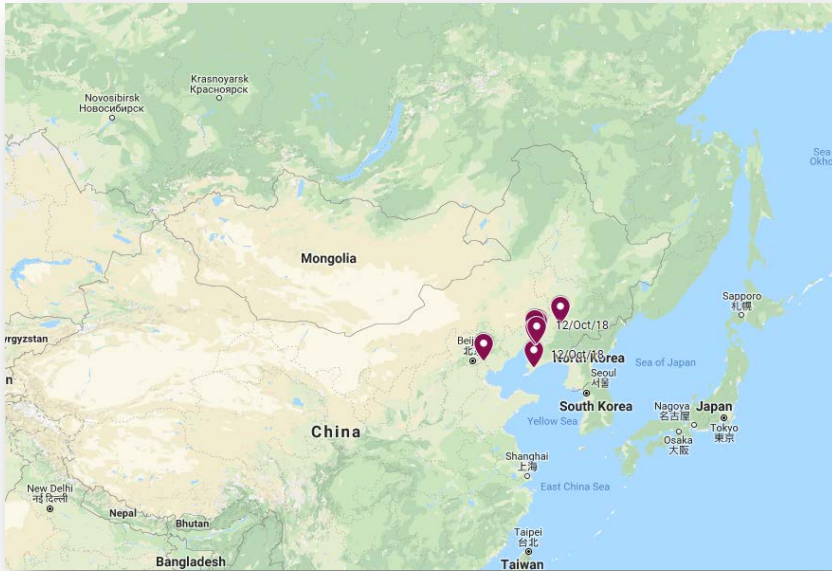 Krasnoyarsk
Красноярск
Novosibirsk
Новосибирск
Sea
Okho
Mongolia
Sapporo
札幌
12/Oct/18
yrgyzstan
Beij
北
12/Oct/18
North Korea
Sea of Japan
Seoul
서울
South Korea
Nagoya
名古屋
Japan
Tokyo
東京
Osaka
大阪
Yellow Sea
China
Shanghai
上海
East China Sea
New Delhi
नई दिल्ली
Nepal
Bhutan
Taipei
台北
Bangladesh
Taiwan